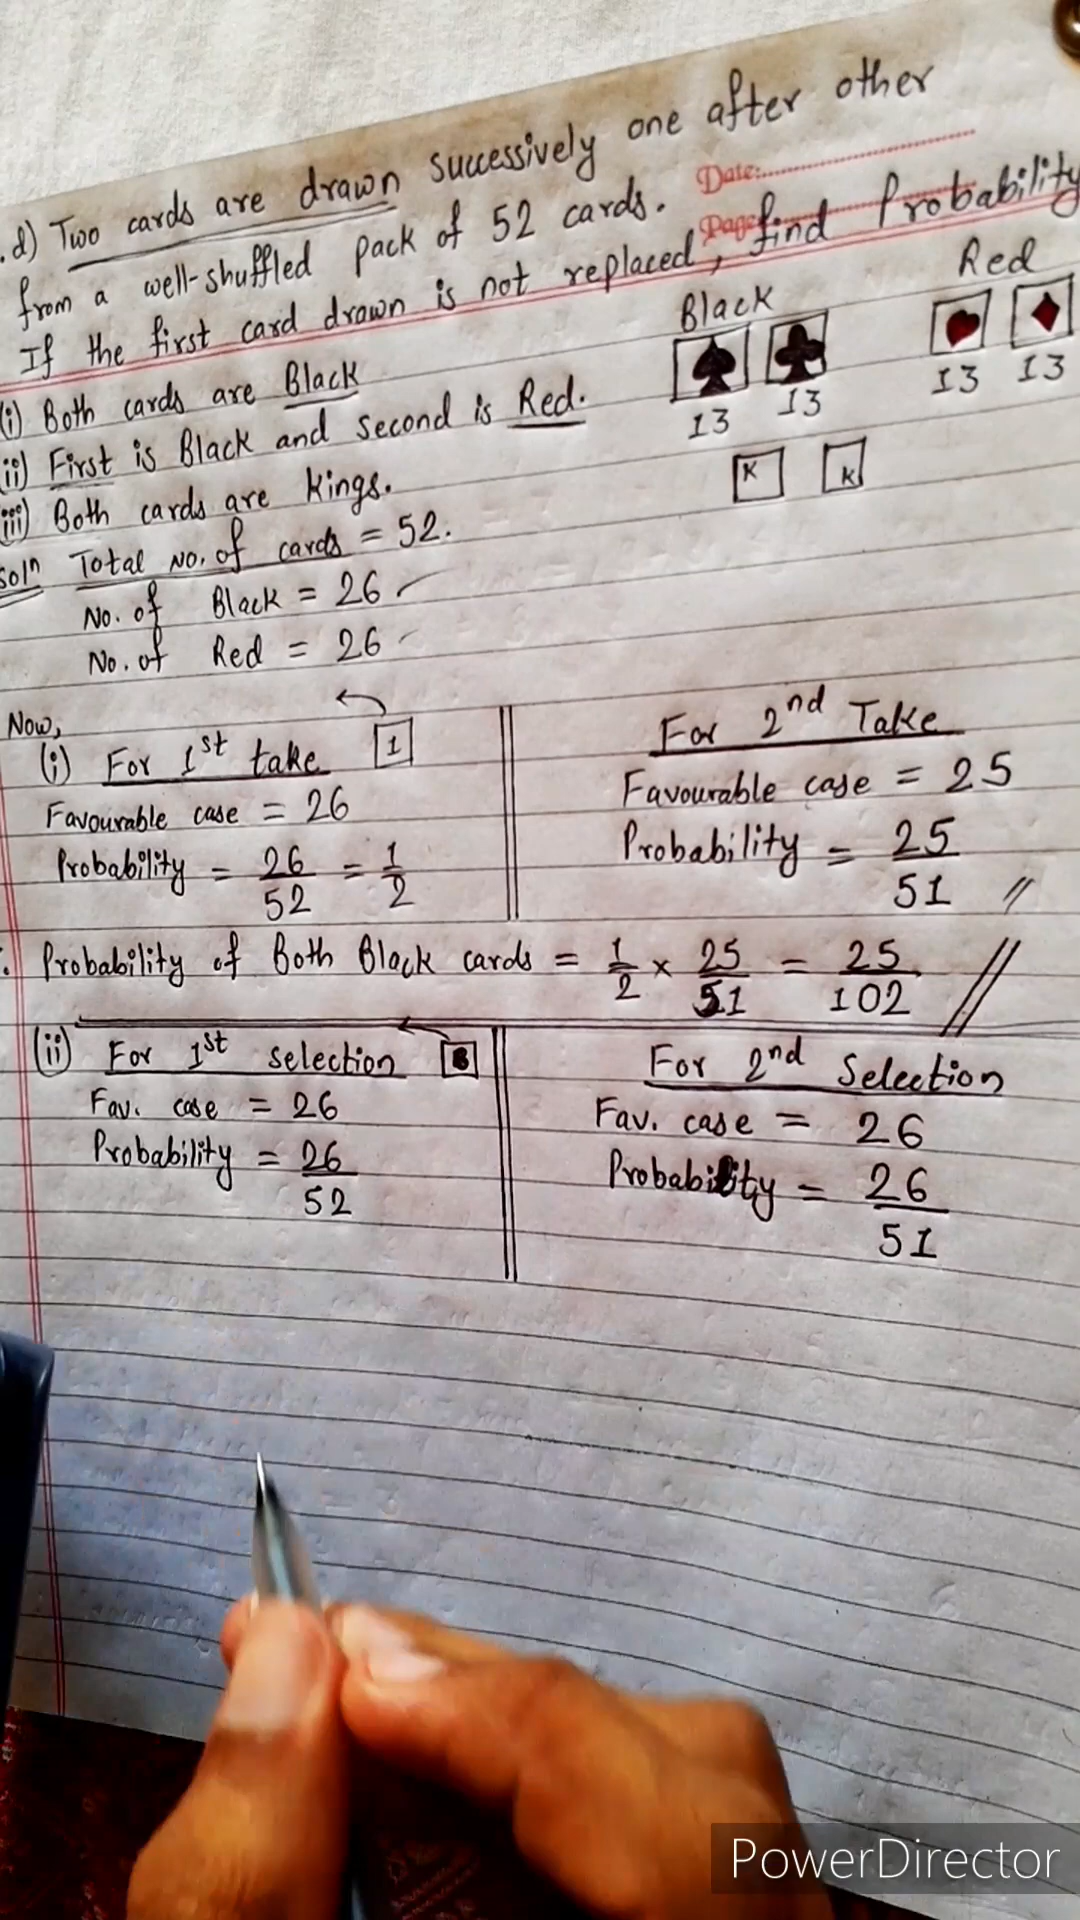 d) Two cards are drawn successively one after other
Date:
from a well-shuffled pack of 52 cards.
Page
If the first card drawn is not replaced, find Probability
Black
Red
13 13
13 13
(i) Both cards are Black
(ii) First is Black and second is Red.
K K
(iii) Both cards are kings.
Soln Total No. of cards = 52.
No. of Black = 26
No. of Red = 26
Now,
(i) For 1st take 1
Favourable case = 26
Probability = 26/52 = 1/2
For 2nd Take
Favourable case = 25
Probability = 25/51
Probability of Both Black cards = 1/2 × 25/51 = 25/102
(ii) For 1st selection B
Fav. case = 26
Probability = 26/52
For 2nd Selection
Fav. case = 26
Probability = 26/51
PowerDirector